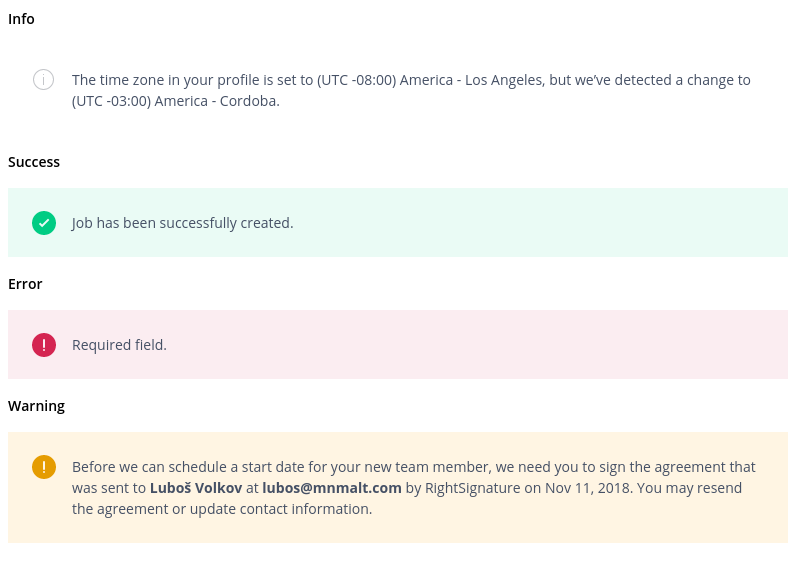 Info
The time zone in your profile is set to (UTC -08:00) America - Los Angeles, but we’ve detected a change to
(UTC -03:00) America - Cordoba.
Success
Job has been successfully created.
Error
Required field.
Warning
Before we can schedule a start date for your new team member, we need you to sign the agreement that
was sent to Luboš Volkov at lubos@mnmalt.com by RightSignature on Nov 11, 2018. You may resend
the agreement or update contact information.